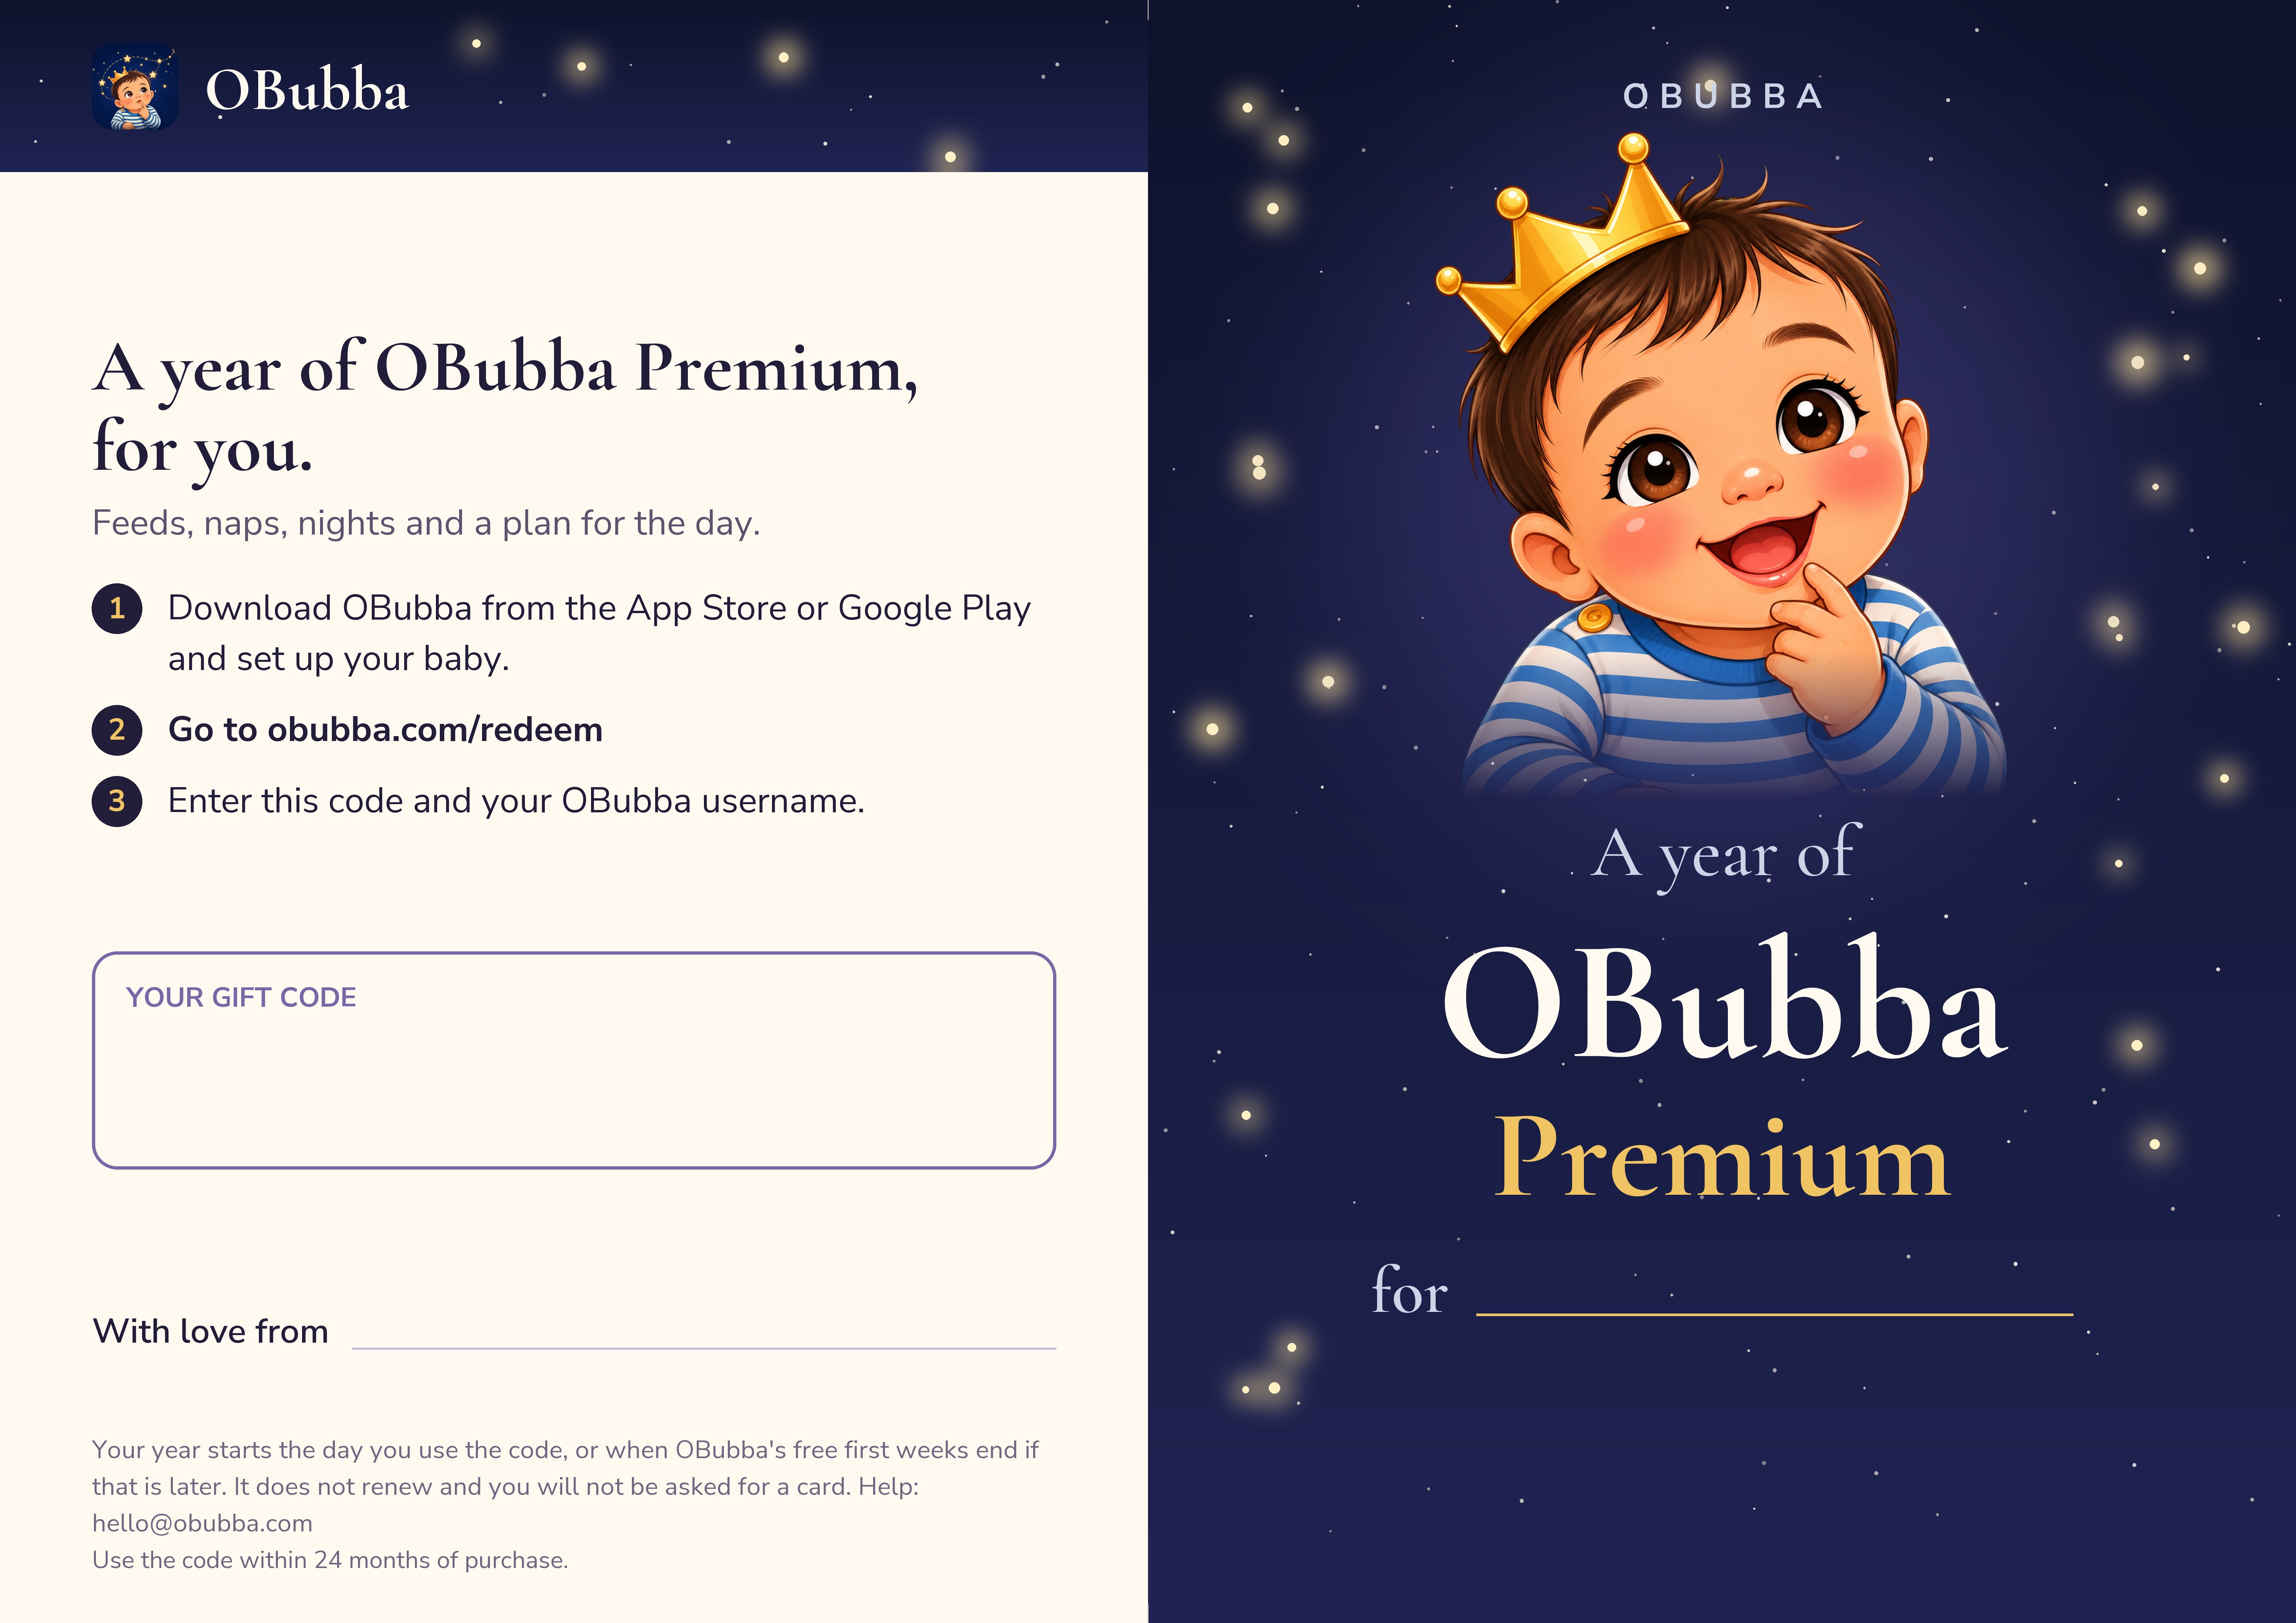 OBubba
A year of OBubba Premium,
for you.
Feeds, naps, nights and a plan for the day.
1 Download OBubba from the App Store or Google Play
and set up your baby.
2 Go to obubba.com/redeem
3 Enter this code and your OBubba username.
YOUR GIFT CODE
With love from
Your year starts the day you use the code, or when OBubba's free first weeks end if
that is later. It does not renew and you will not be asked for a card. Help:
hello@obubba.com
Use the code within 24 months of purchase.
OBUBBA
A year of
OBubba
Premium
for